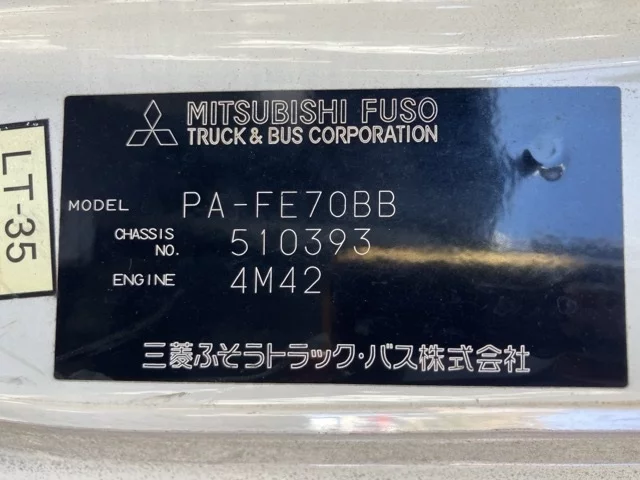 MITSUBISHI FUSO
TRUCK & BUS CORPORATION
MODEL PA-FE70BB
CHASSIS NO. 510393
ENGINE 4M42
三菱ふそうトラック・バス株式会社
LT-35